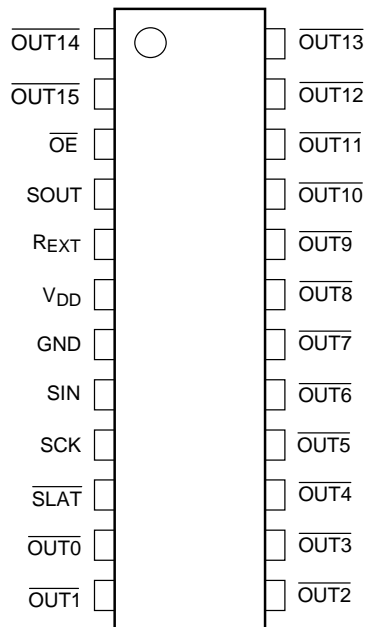 OUT14 OUT13
OUT15 OUT12
OE OUT11
SOUT OUT10
REXT OUT9
VDD OUT8
GND OUT7
SIN OUT6
SCK OUT5
SLAT OUT4
OUT0 OUT3
OUT1 OUT2